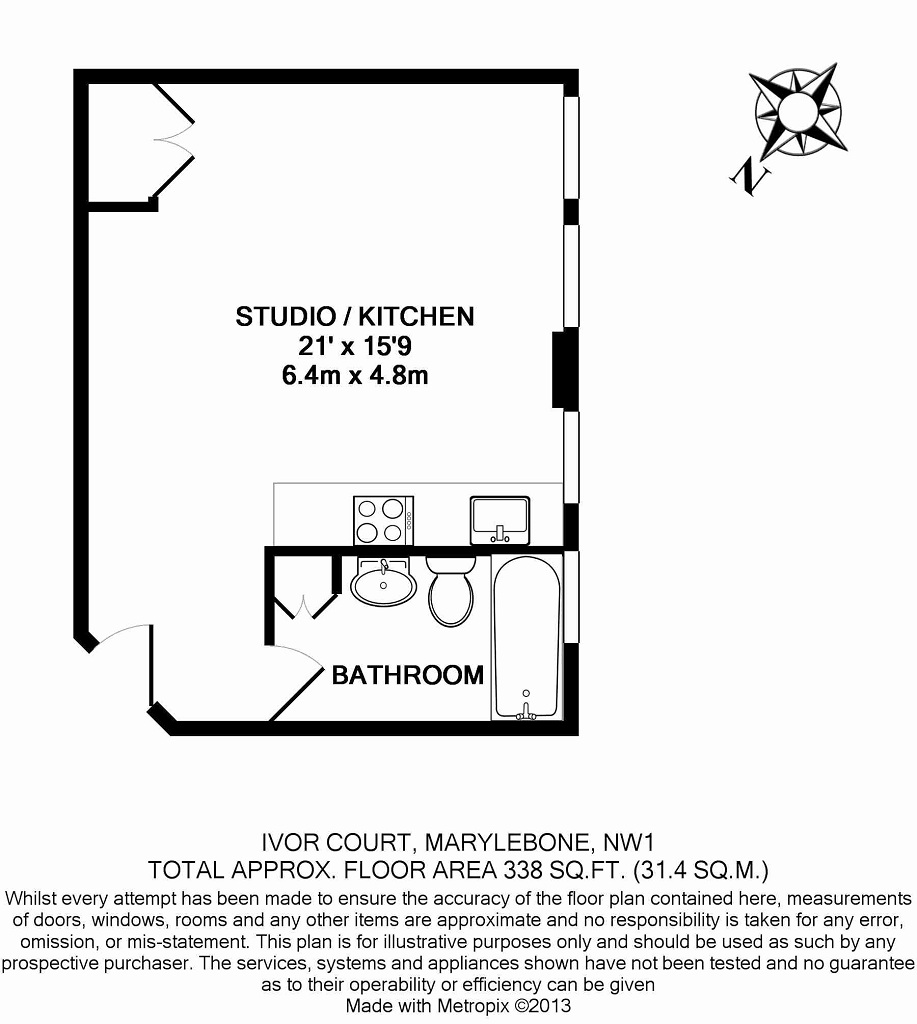 N
STUDIO / KITCHEN
21' x 15'9
6.4m x 4.8m
BATHROOM
IVOR COURT, MARYLEBONE, NW1
TOTAL APPROX. FLOOR AREA 338 SQ.FT. (31.4 SQ.M.)
Whilst every attempt has been made to ensure the accuracy of the floor plan contained here, measurements
of doors, windows, rooms and any other items are approximate and no responsibility is taken for any error,
omission, or mis-statement. This plan is for illustrative purposes only and should be used as such by any
prospective purchaser. The services, systems and appliances shown have not been tested and no guarantee
as to their operability or efficiency can be given
Made with Metropix ©2013